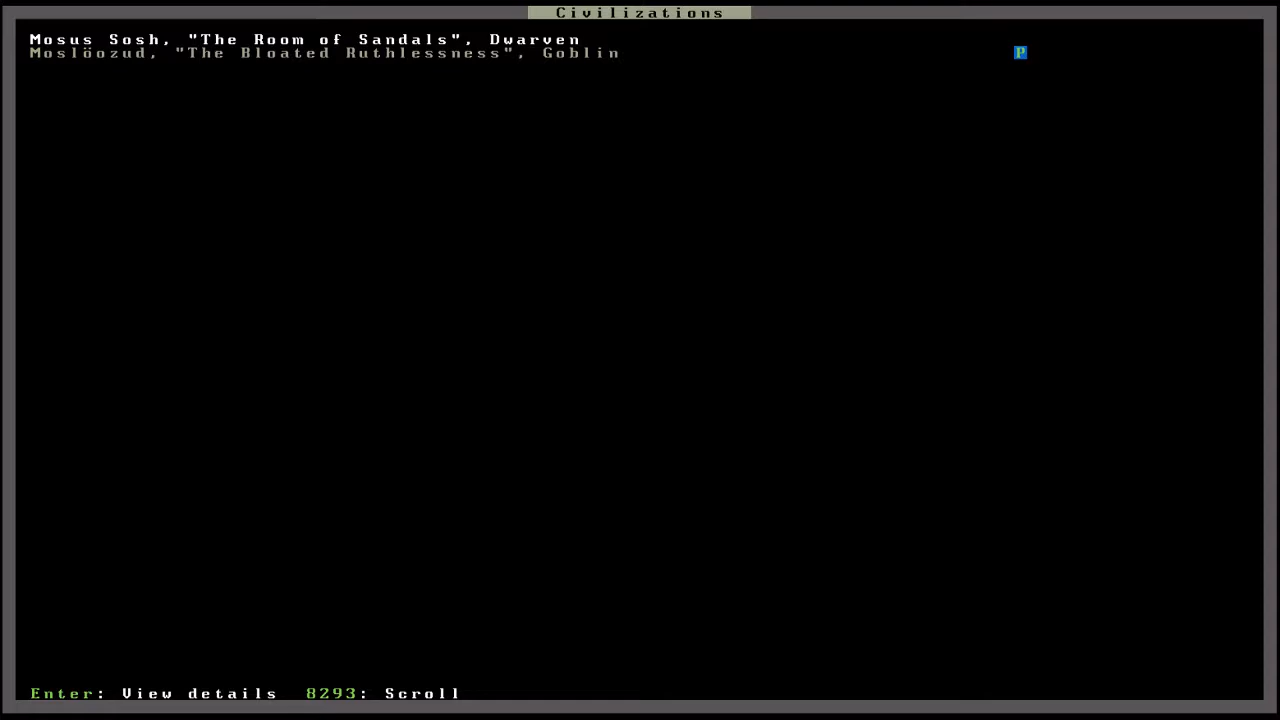 Civilizations
Mosus Sosh, "The Room of Sandals", Dwarven
Moslöozud, "The Bloated Ruthlessness", Goblin P
Enter: View details 8293: Scroll